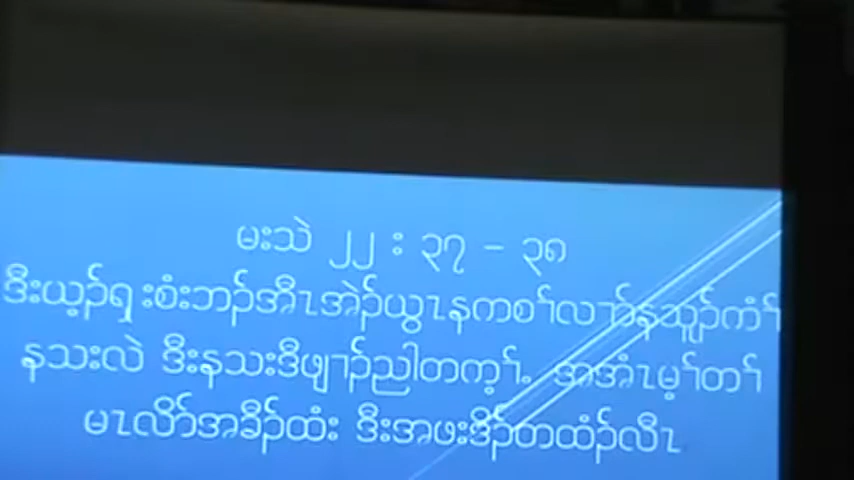 မးသဲ ၂၂ : ၃၇ – ၃၈
ဒီးယ့ၣ်ရှူးစံးဘၣ်အီၤအဲၣ်ယွၤနကစၢ်လၢာ်နသူၣ်ကံၢ်
နသးလဲ ဒီးနသးဒီဖျၢၣ်ညါတက့ၢ်. အအံၤမ့ၢ်တၢ်
မၤလိာ်အခီၣ်ထံး ဒီးအဖးဒိၣ်တထံၣ်လီၤ